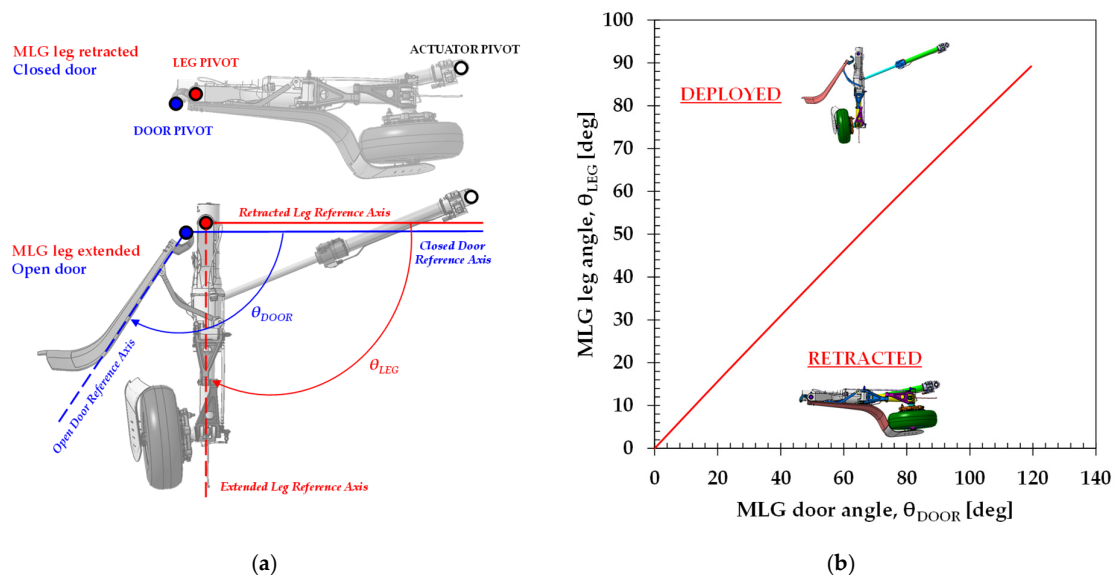 MLG leg retracted
Closed door
LEG PIVOT
ACTUATOR PIVOT
DOOR PIVOT
Retracted Leg Reference Axis
Closed Door
Reference Axis
MLG leg extended
Open door
θDOOR
θLEG
Open Door Reference Axis
Extended Leg Reference Axis
(a)
MLG leg angle, θLEG [deg]
100
90
80
70
60
50
40
30
20
10
0
DEPLOYED
RETRACTED
0 20 40 60 80 100 120 140
MLG door angle, θDOOR [deg]
(b)